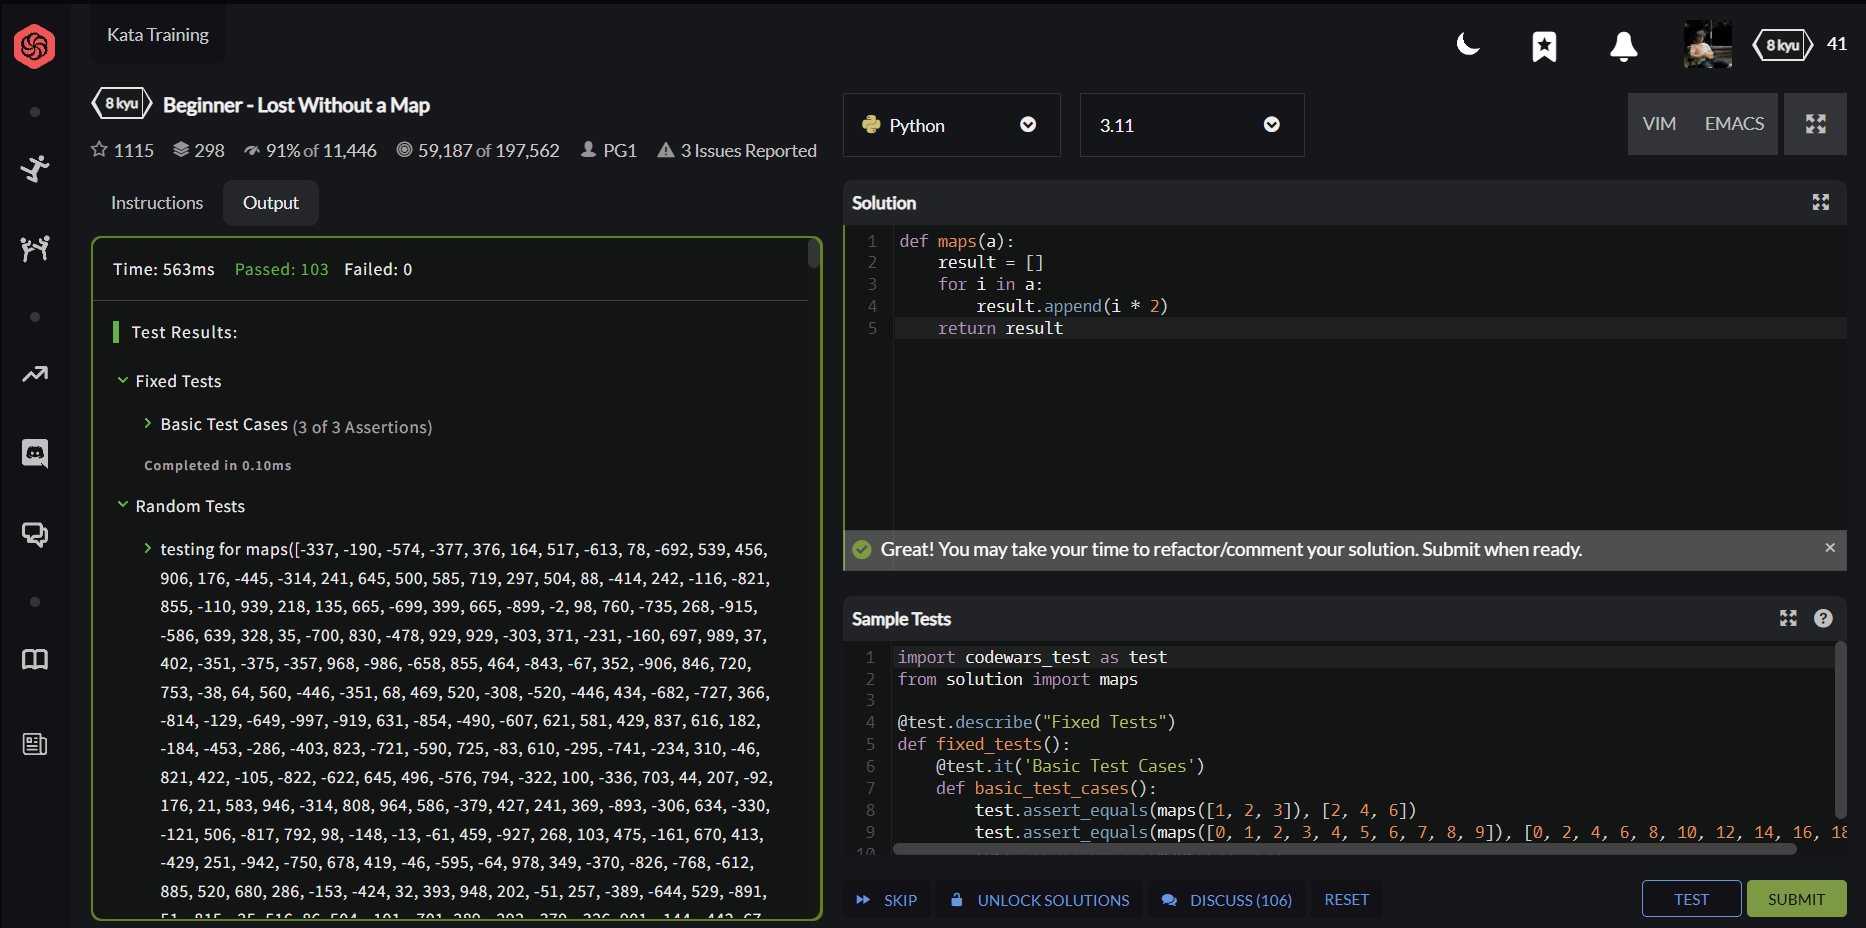 Kata Training
8 kyu
41
8 kyu Beginner - Lost Without a Map
1115 298 91% of 11,446 59,187 of 197,562 PG1 3 Issues Reported
Instructions Output
Time: 563ms Passed: 103 Failed: 0
Test Results:
Fixed Tests
Basic Test Cases (3 of 3 Assertions)
Completed in 0.10ms
Random Tests
testing for maps([-337, -190, -574, -377, 376, 164, 517, -613, 78, -692, 539, 456,
906, 176, -445, -314, 241, 645, 500, 585, 719, 297, 504, 88, -414, 242, -116, -821,
855, -110, 939, 218, 135, 665, -699, 399, 665, -899, -2, 98, 760, -735, 268, -915,
-586, 639, 328, 35, -700, 830, -478, 929, 929, -303, 371, -231, -160, 697, 989, 37,
402, -351, -375, -357, 968, -986, -658, 855, 464, -843, -67, 352, -906, 846, 720,
753, -38, 64, 560, -446, -351, 68, 469, 520, -308, -520, -446, 434, -682, -727, 366,
-814, -129, -649, -997, -919, 631, -854, -490, -607, 621, 581, 429, 837, 616, 182,
-184, -453, -286, -403, 823, -721, -590, 725, -83, 610, -295, -741, -234, 310, -46,
821, 422, -105, -822, -622, 645, 496, -576, 794, -322, 100, -336, 703, 44, 207, -92,
176, 21, 583, 946, -314, 808, 964, 586, -379, 427, 241, 369, -893, -306, 634, -330,
-121, 506, -817, 792, 98, -148, -13, -61, 459, -927, 268, 103, 475, -161, 670, 413,
-429, 251, -942, -750, 678, 419, -46, -595, -64, 978, 349, -370, -826, -768, -612,
885, 520, 680, 286, -153, -424, 32, 393, 948, 202, -51, 257, -389, -644, 529, -891,
Python
3.11
VIM EMACS
Solution
1 def maps(a):
2 result = []
3 for i in a:
4 result.append(i * 2)
5 return result
Great! You may take your time to refactor/comment your solution. Submit when ready. ×
Sample Tests ?
1 import codewars_test as test
2 from solution import maps
3
4 @test.describe("Fixed Tests")
5 def fixed_tests():
6 @test.it('Basic Test Cases')
7 def basic_test_cases():
8 test.assert_equals(maps([1, 2, 3]), [2, 4, 6])
9 test.assert_equals(maps([0, 1, 2, 3, 4, 5, 6, 7, 8, 9]), [0, 2, 4, 6, 8, 10, 12, 14, 16, 18
10
SKIP UNLOCK SOLUTIONS DISCUSS (106) RESET TEST SUBMIT